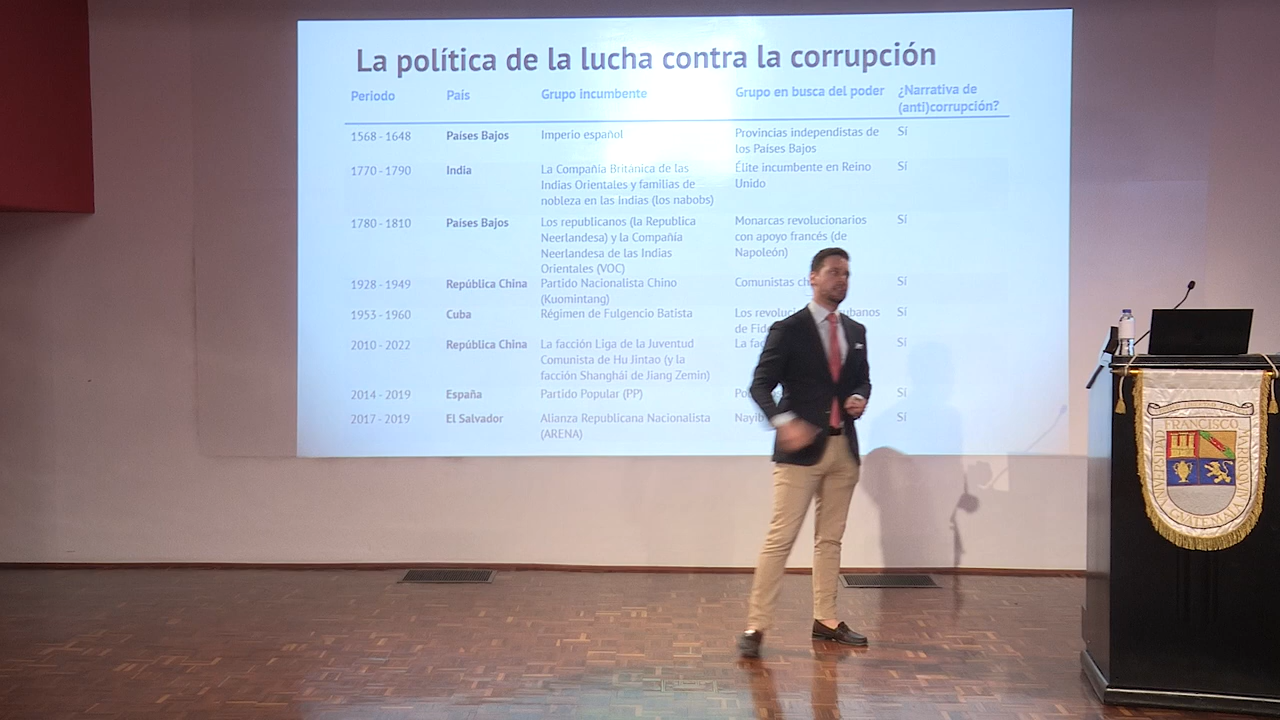 La política de la lucha contra la corrupción
Periodo País Grupo incumbente Grupo en busca del poder ¿Narrativa de
(anti)corrupción?
1568 - 1648 Países Bajos Imperio español Provincias independistas de Sí
los Países Bajos
1770 - 1790 India La Compañía Británica de las Élite incumbente en Reino Sí
Indias Orientales y familias de Unido
nobleza en las Indias (los nabobs)
1780 - 1810 Países Bajos Los republicanos (la Republica Monarcas revolucionarios Sí
Neerlandesa) y la Compañía con apoyo francés (de
Neerlandesa de las Indias Napoleón)
Orientales (VOC)
1928 - 1949 República China Partido Nacionalista Chino Comunistas Sí
(Kuomintang)
1953 - 1960 Cuba Régimen de Fulgencio Batista Los Sí
de
2010 - 2022 República China La facción Liga de la Juventud La Sí
Comunista de Hu Jintao (y la
facción Shanghái de Jiang Zemin)
2014 - 2019 España Partido Popular (PP) Sí
2017 - 2019 El Salvador Alianza Republicana Nacionalista Sí
(ARENA)
FRANCISCO
GVATEMALA